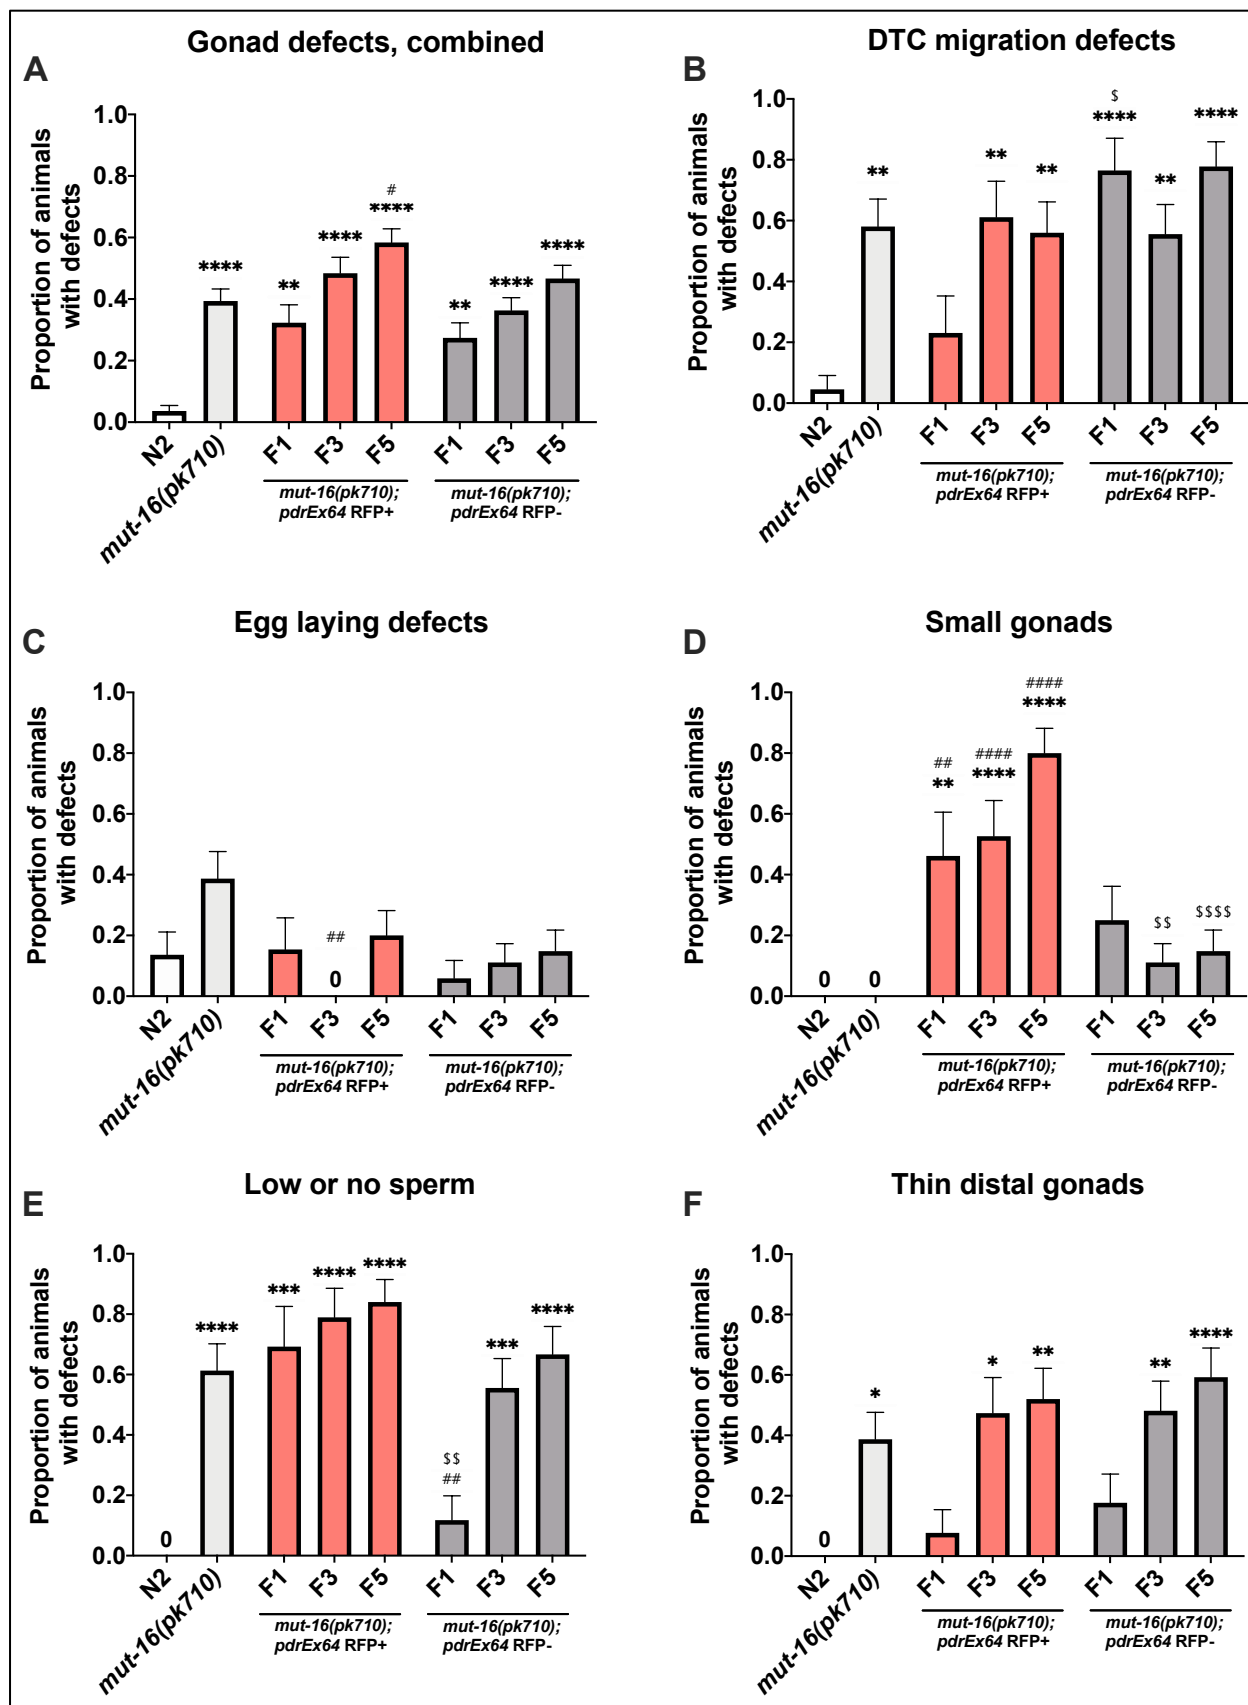 Gonad defects, combined
A
Proportion of animals
with defects
1.0
0.8
0.6
0.4
0.2
0.0
****
**
****
#
****
**
****
****
N2
mut-16(pk710)
F1
F3
F5
F1
F3
F5
mut-16(pk710);
pdrEx64 RFP+
mut-16(pk710);
pdrEx64 RFP-
DTC migration defects
B
Proportion of animals
with defects
1.0
0.8
0.6
0.4
0.2
0.0
**
**
**
$
****
**
****
N2
mut-16(pk710)
F1
F3
F5
F1
F3
F5
mut-16(pk710);
pdrEx64 RFP+
mut-16(pk710);
pdrEx64 RFP-
Egg laying defects
C
Proportion of animals
with defects
1.0
0.8
0.6
0.4
0.2
0.0
##
0
N2
mut-16(pk710)
F1
F3
F5
F1
F3
F5
mut-16(pk710);
pdrEx64 RFP+
mut-16(pk710);
pdrEx64 RFP-
Small gonads
D
Proportion of animals
with defects
1.0
0.8
0.6
0.4
0.2
0.0
0
0
##
**
####
****
####
****
$$
$$$$
N2
mut-16(pk710)
F1
F3
F5
F1
F3
F5
mut-16(pk710);
pdrEx64 RFP+
mut-16(pk710);
pdrEx64 RFP-
Low or no sperm
E
Proportion of animals
with defects
1.0
0.8
0.6
0.4
0.2
0.0
0
****
***
****
****
$$
##
***
****
N2
mut-16(pk710)
F1
F3
F5
F1
F3
F5
mut-16(pk710);
pdrEx64 RFP+
mut-16(pk710);
pdrEx64 RFP-
Thin distal gonads
F
Proportion of animals
with defects
1.0
0.8
0.6
0.4
0.2
0.0
0
*
*
**
**
****
N2
mut-16(pk710)
F1
F3
F5
F1
F3
F5
mut-16(pk710);
pdrEx64 RFP+
mut-16(pk710);
pdrEx64 RFP-